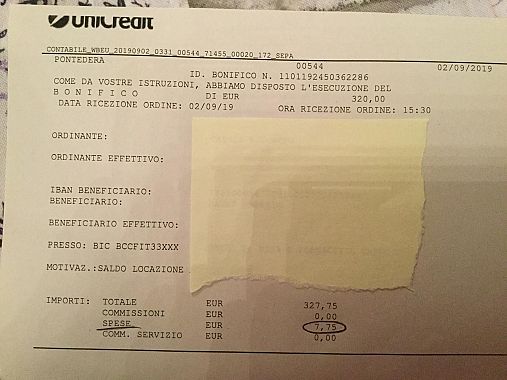 UniCredit
CONTABILE_WBEU_20190902_0331_00544_71455_00020_172_SEPA
PONTEDERA 00544 02/09/2019
ID. BONIFICO N. 1101192450362286
COME DA VOSTRE ISTRUZIONI, ABBIAMO DISPOSTO L'ESECUZIONE DEL
BONIFICO DI EUR 320,00
DATA RICEZIONE ORDINE: 02/09/19 ORA RICEZIONE ORDINE: 15:30
ORDINANTE:
ORDINANTE EFFETTIVO:
IBAN BENEFICIARIO:
BENEFICIARIO:
BENEFICIARIO EFFETTIVO:
PRESSO: BIC BCCFIT33XXX
MOTIVAZ.:SALDO LOCAZIONE
IMPORTI: TOTALE EUR 327,75
COMMISSIONI EUR 0,00
SPESE EUR 7,75
COMM. SERVIZIO EUR 0,00